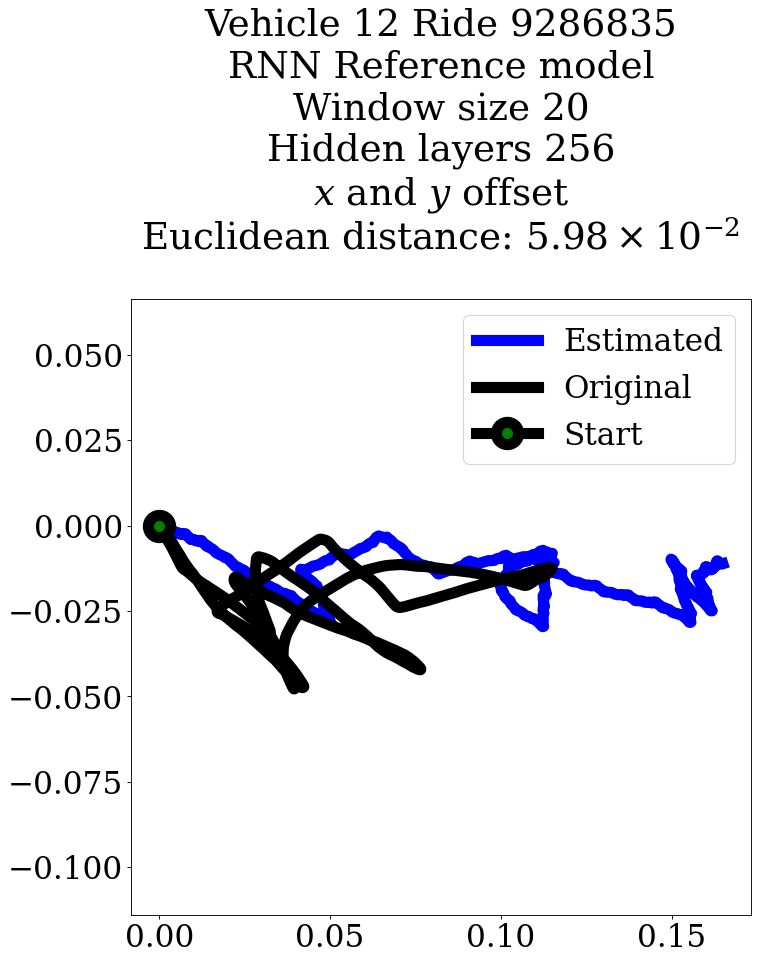 Vehicle 12 Ride 9286835
RNN Reference model
Window size 20
Hidden layers 256
x and y offset
Euclidean distance: 5.98 × 10⁻²
Estimated
Original
Start
0.050
0.025
0.000
−0.025
−0.050
−0.075
−0.100
0.00 0.05 0.10 0.15